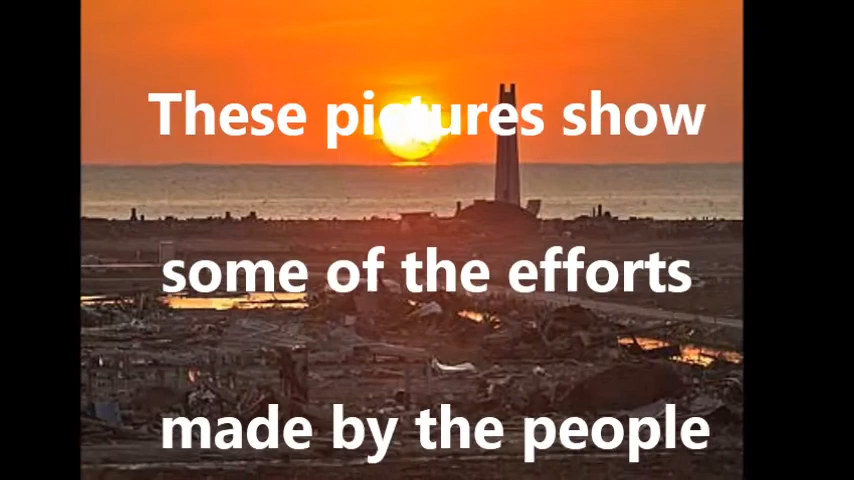 These pictures show
some of the efforts
made by the people